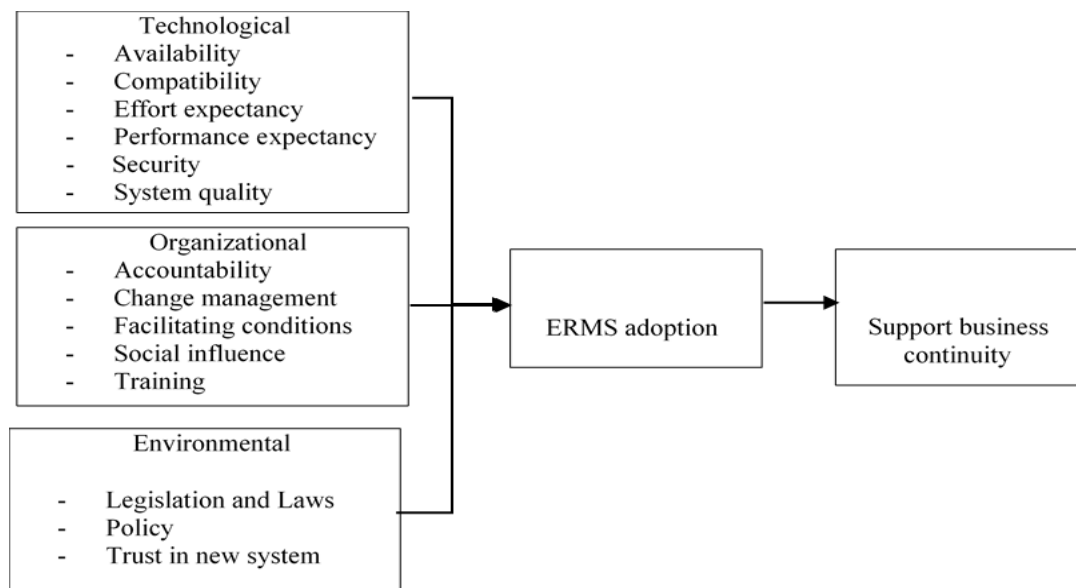 Technological
- Availability
- Compatibility
- Effort expectancy
- Performance expectancy
- Security
- System quality
Organizational
- Accountability
- Change management
- Facilitating conditions
- Social influence
- Training
Environmental
- Legislation and Laws
- Policy
- Trust in new system
ERMS adoption
Support business
continuity